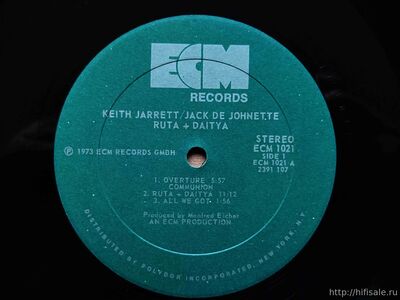 ECM
RECORDS
KEITH JARRETT/JACK DE JOHNETTE
RUTA + DAITYA
STEREO
ECM 1021
SIDE 1
ECM 1021 A
2391 107
Ⓟ 1973 ECM RECORDS GMBH
1. OVERTURE 5:57
COMMUNION
2. RUTA + DAITYA 11:12
3. ALL WE GOT 1:56
Produced by Manfred Eicher
AN ECM PRODUCTION
DISTRIBUTED BY POLYDOR INCORPORATED, NEW YORK, N.Y.
http://hifisale.ru